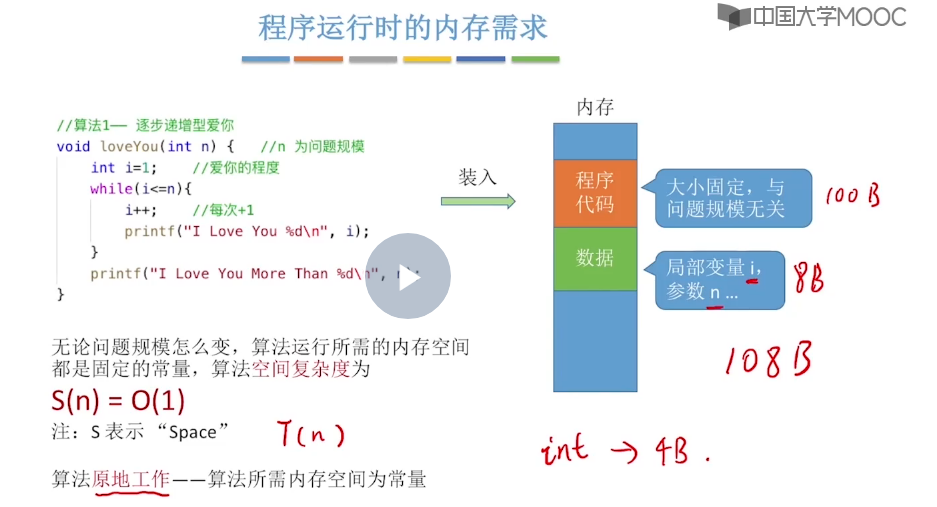 程序运行时的内存需求
中国大学MOOC
//算法1—— 逐步递增型爱你
void loveYou(int n) {   //n 为问题规模
int i=1;    //爱你的程度
while(i<=n){
i++;    //每次+1
printf("I Love You %d\n", i);
}
printf("I Love You More Than %d\n", n);
}
装入
内存
程序
代码
数据
大小固定，与
问题规模无关
100 B
局部变量 i，
参数 n …
8B
108B
无论问题规模怎么变，算法运行所需的内存空间
都是固定的常量，算法空间复杂度为
S(n) = O(1)
注：S 表示 “Space”
T(n)
int → 4B .
算法原地工作——算法所需内存空间为常量